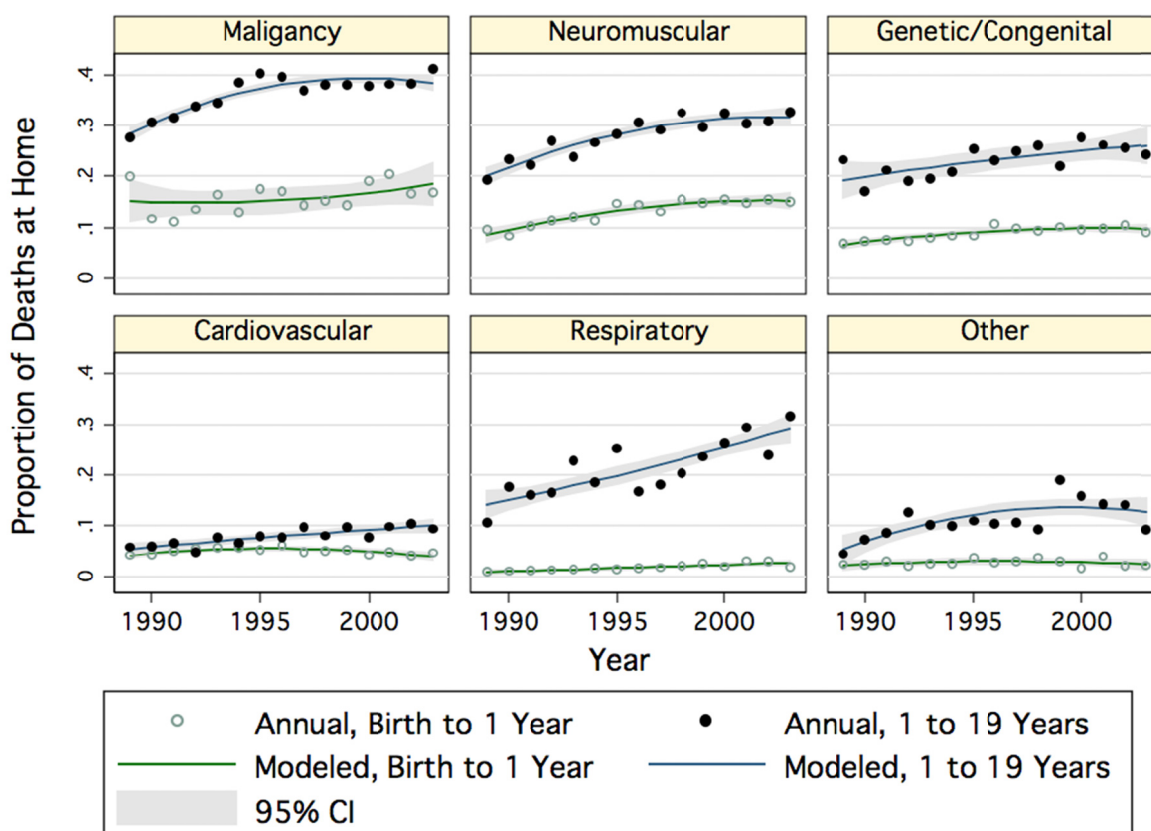 Maligancy
Neuromuscular
Genetic/Congenital
Proportion of Deaths at Home
.4
.3
.2
.1
0
Cardiovascular
Respiratory
Other
.4
.3
.2
.1
0
1990 1995 2000
1990 1995 2000
1990 1995 2000
Year
Annual, Birth to 1 Year
Annual, 1 to 19 Years
Modeled, Birth to 1 Year
Modeled, 1 to 19 Years
95% CI